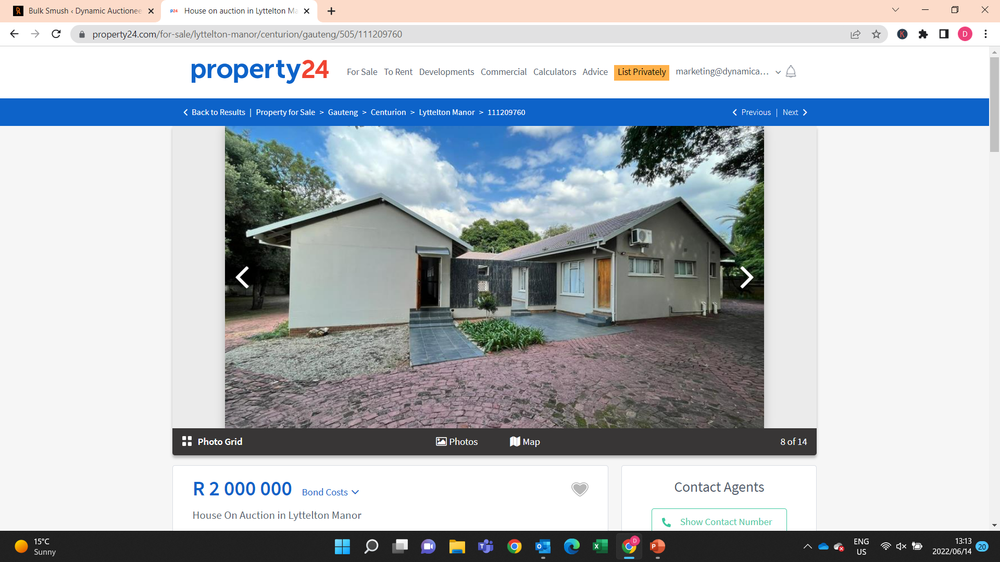 Bulk Smush ‹ Dynamic Auctionee
p24 House on auction in Lyttelton Ma
property24.com/for-sale/lyttelton-manor/centurion/gauteng/505/111209760
K
D
property24
For Sale To Rent Developments Commercial Calculators Advice List Privately marketing@dynamica...
Back to Results | Property for Sale > Gauteng > Centurion > Lyttelton Manor > 111209760
Previous | Next
Photo Grid Photos Map 8 of 14
R 2 000 000 Bond Costs
House On Auction in Lyttelton Manor
Contact Agents
Show Contact Number
15°C
Sunny
D
ENG
US
13:13
2022/06/14
20